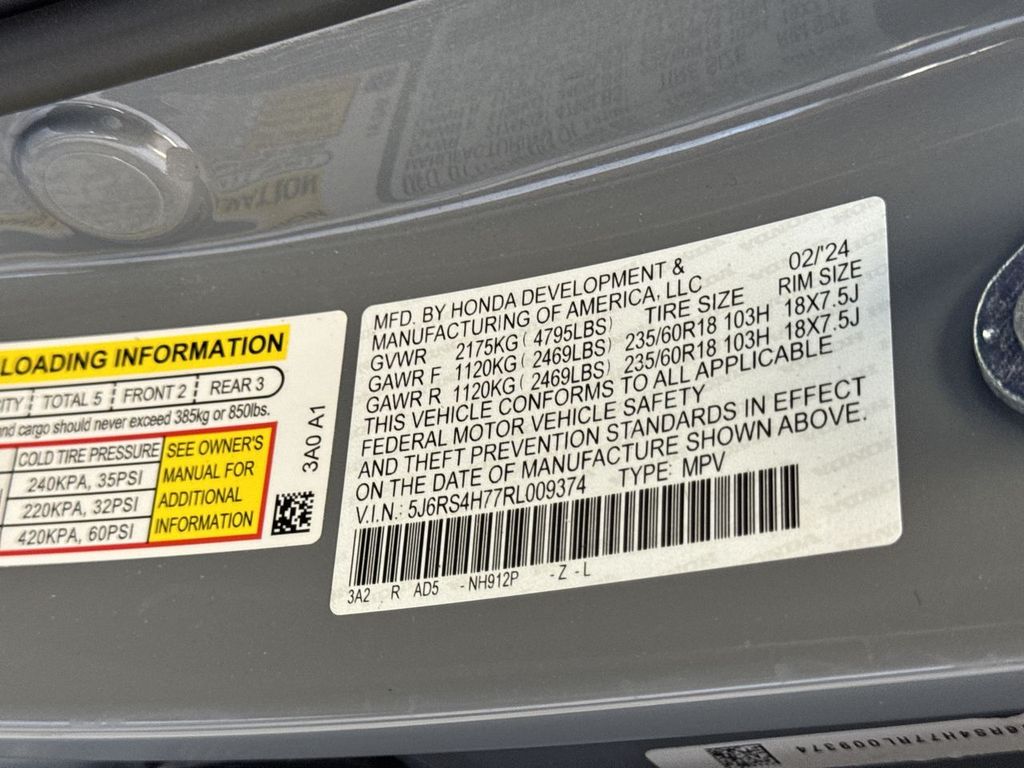 LOADING INFORMATION
TOTAL 5 FRONT 2 REAR 3
and cargo should never exceed 385kg or 850lbs.
COLD TIRE PRESSURE
240KPA, 35PSI
220KPA, 32PSI
420KPA, 60PSI
SEE OWNER'S
MANUAL FOR
ADDITIONAL
INFORMATION
3A0 A1
MFD. BY HONDA DEVELOPMENT & 02/'24
MANUFACTURING OF AMERICA, LLC TIRE SIZE RIM SIZE
GVWR 2175KG ( 4795LBS)
GAWR F 1120KG ( 2469LBS) 235/60R18 103H 18X7.5J
GAWR R 1120KG ( 2469LBS) 235/60R18 103H 18X7.5J
THIS VEHICLE CONFORMS TO ALL APPLICABLE
FEDERAL MOTOR VEHICLE SAFETY
AND THEFT PREVENTION STANDARDS IN EFFECT
ON THE DATE OF MANUFACTURE SHOWN ABOVE.
V.I.N.: 5J6RS4H77RL009374 TYPE: MPV
3A2 R AD5 -NH912P -Z -L
6RS4H77RL009374